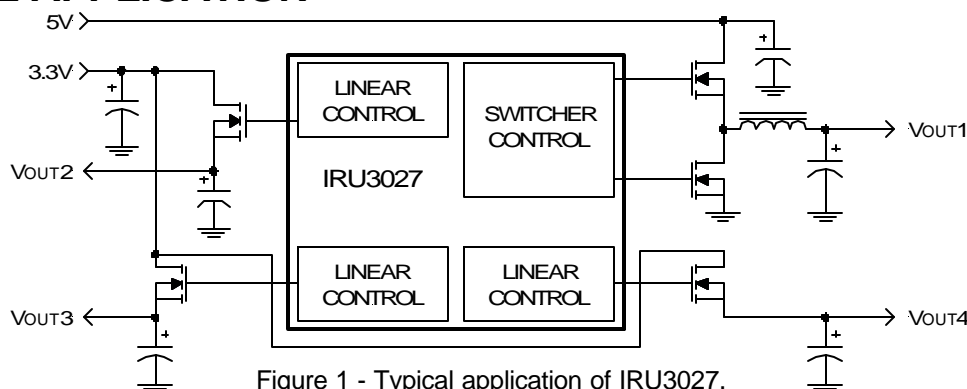 5V
3.3V
LINEAR
CONTROL
SWITCHER
CONTROL
VOUT1
VOUT2
IRU3027
LINEAR
CONTROL
LINEAR
CONTROL
VOUT3
VOUT4
Figure 1 - Typical application of IRU3027.